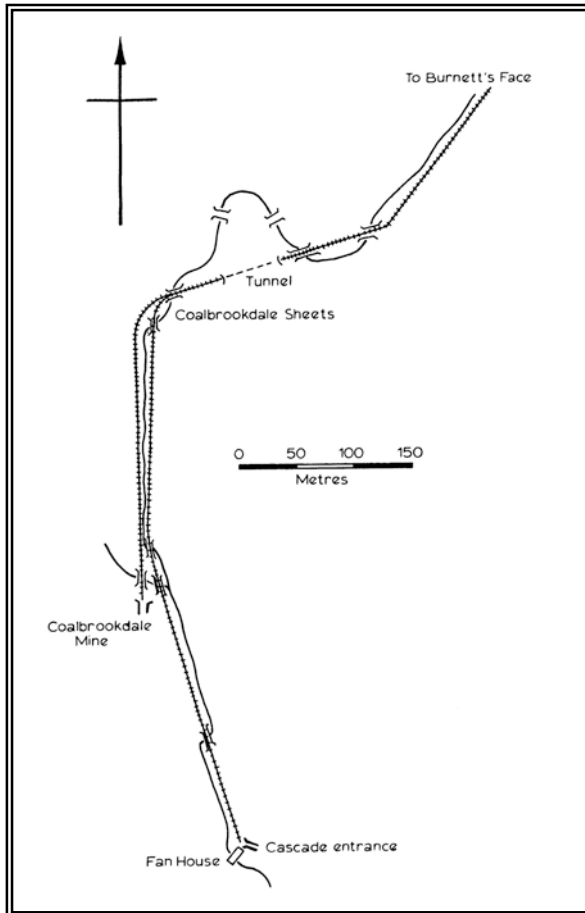 To Burnett's Face
Tunnel
Coalbrookdale Sheets
0 50 100 150
Metres
Coalbrookdale
Mine
Cascade entrance
Fan House